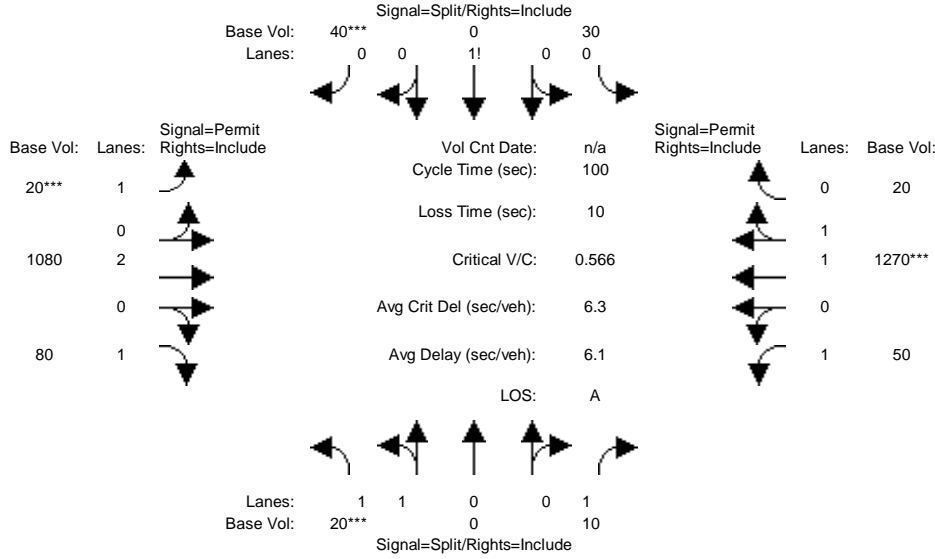 Signal=Split/Rights=Include
Base Vol: 40*** 0 30
Lanes: 0 0 1! 0 0
Signal=Permit Signal=Permit
Base Vol: Lanes: Rights=Include Vol Cnt Date: n/a Rights=Include Lanes: Base Vol:
Cycle Time (sec): 100
20*** 1 0 20
Loss Time (sec): 10
0 1
1080 2 Critical V/C: 0.566 1 1270***
0 Avg Crit Del (sec/veh): 6.3 0
80 1 Avg Delay (sec/veh): 6.1 1 50
LOS: A
Lanes: 1 1 0 0 1
Base Vol: 20*** 0 10
Signal=Split/Rights=Include